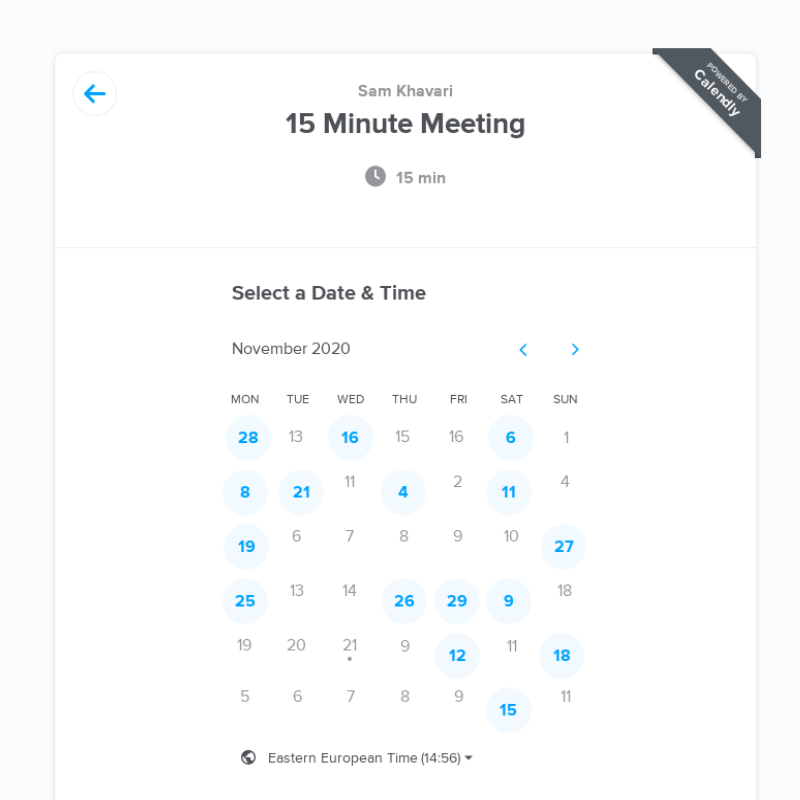 POWERED BY
Calendly
Sam Khavari
15 Minute Meeting
15 min
Select a Date & Time
November 2020
MON TUE WED THU FRI SAT SUN
28 13 16 15 16 6 1
8 21 11 4 2 11 4
19 6 7 8 9 10 27
25 13 14 26 29 9 18
19 20 21 9 12 11 18
5 6 7 8 9 15 11
Eastern European Time (14:56)